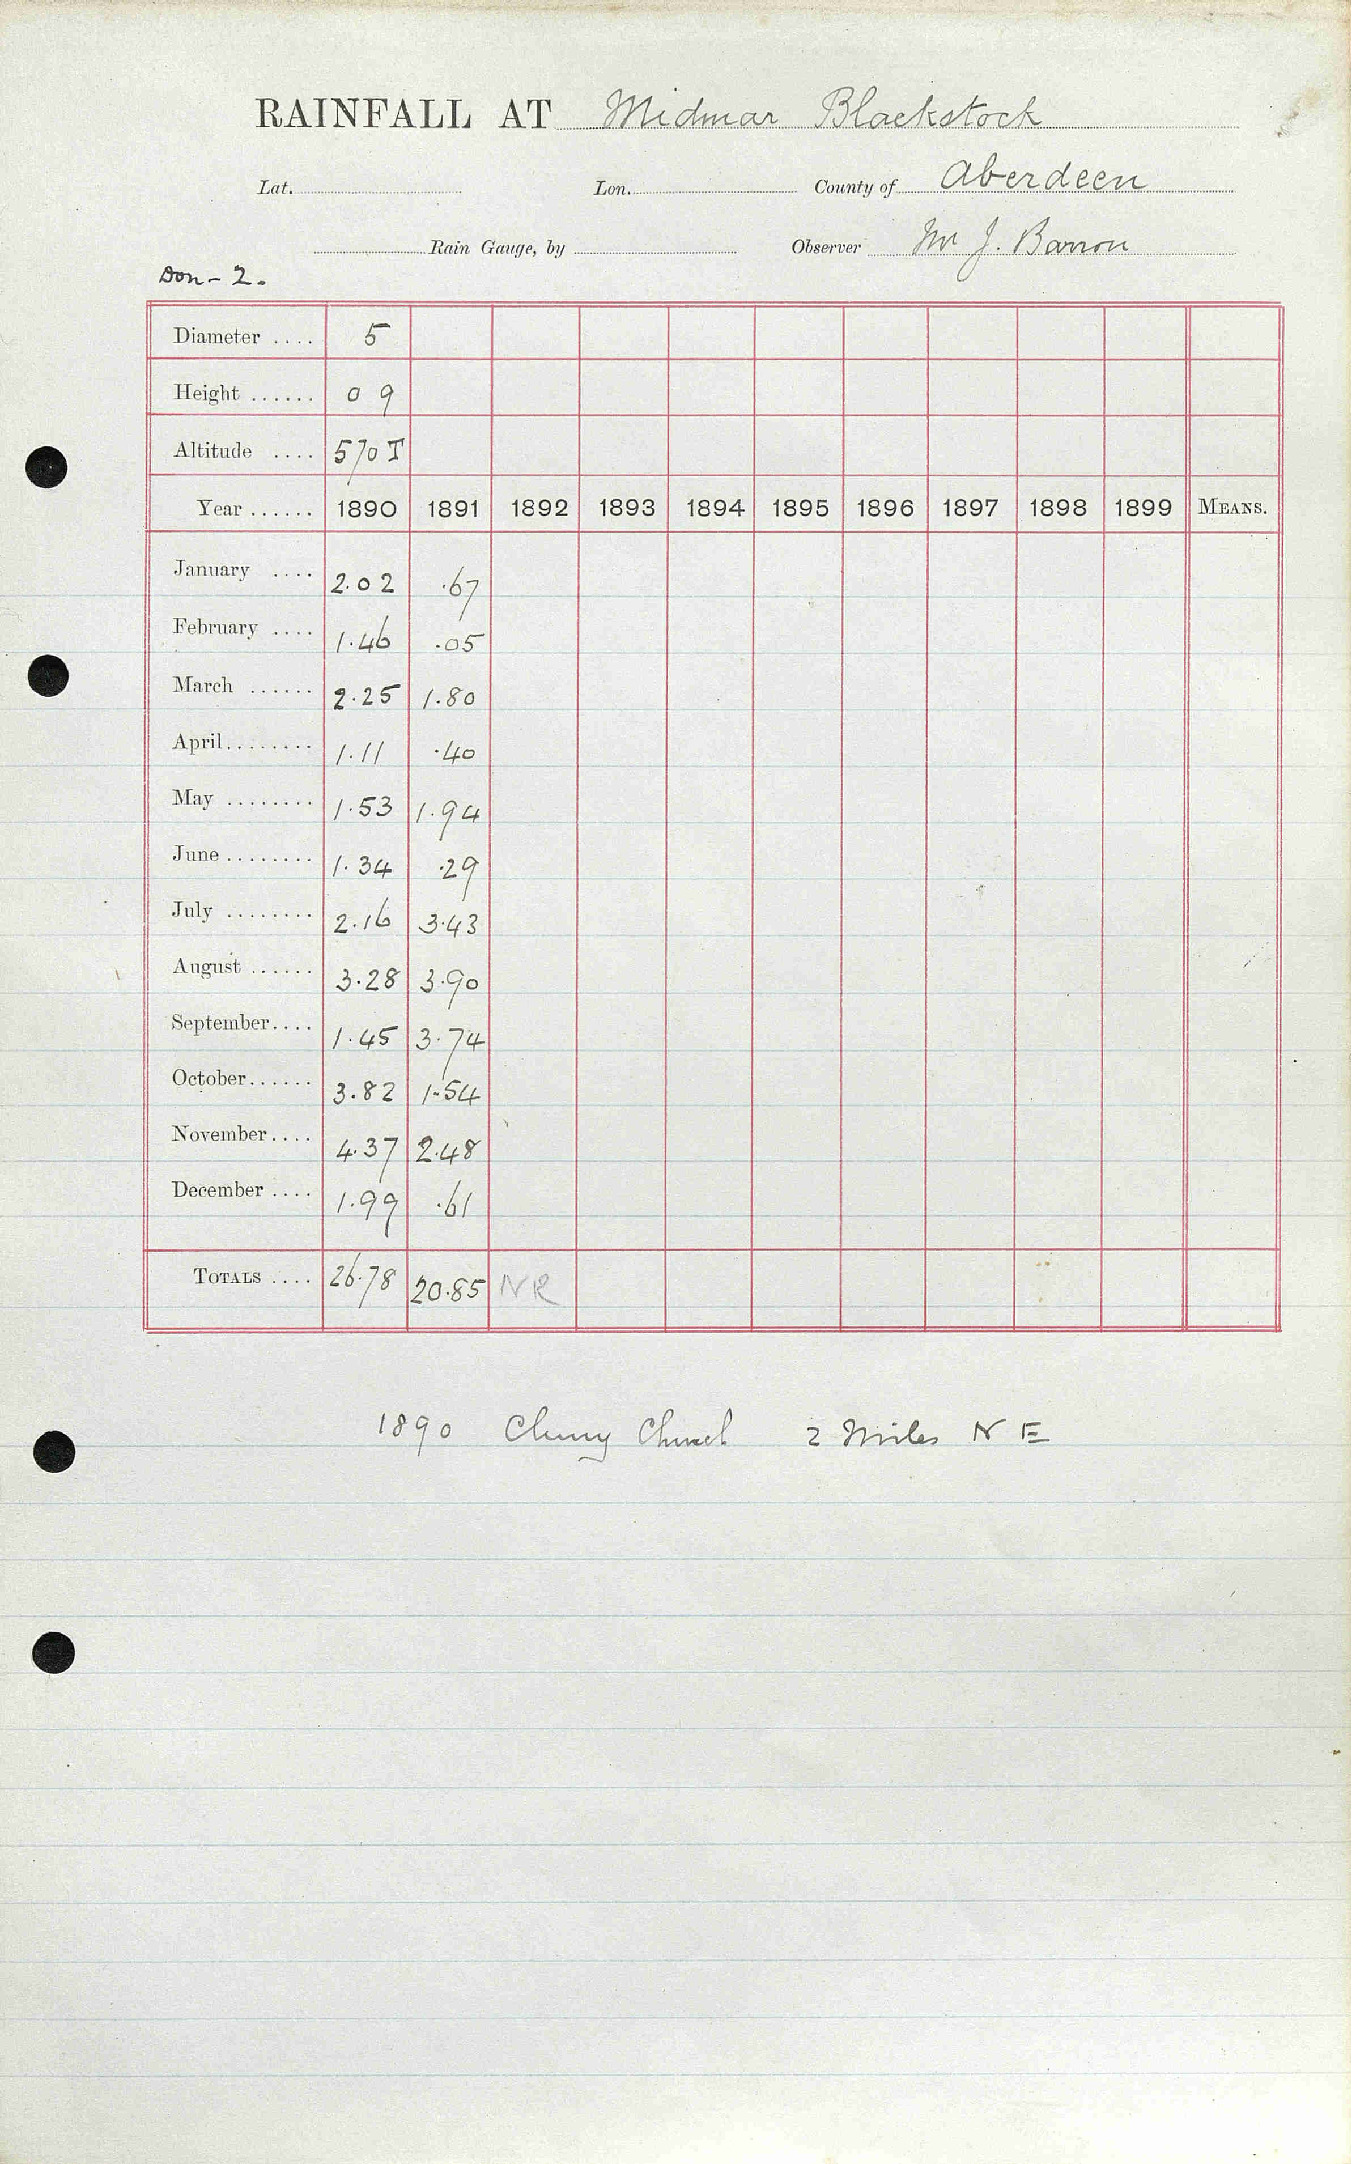 RAINFALL AT Midmar Blackstock
Lat. Lon. County of Aberdeen
Rain Gauge, by Observer Mr J. Barron
Don - 2.
Diameter .... 5
Height ...... 0 9
Altitude .... 570 T
Year ...... 1890 1891 1892 1893 1894 1895 1896 1897 1898 1899 MEANS.
January .... 2.02 .67
February .... 1.46 .05
March ...... 2.25 1.80
April........ 1.11 .40
May ........ 1.53 1.94
June ........ 1.34 .29
July ........ 2.16 3.43
August ...... 3.28 3.90
September.... 1.45 3.74
October...... 3.82 1.54
November.... 4.37 2.48
December .... 1.99 .61
TOTALS .... 26.78 20.85 NR
1890 Cluny Church 2 Miles N E